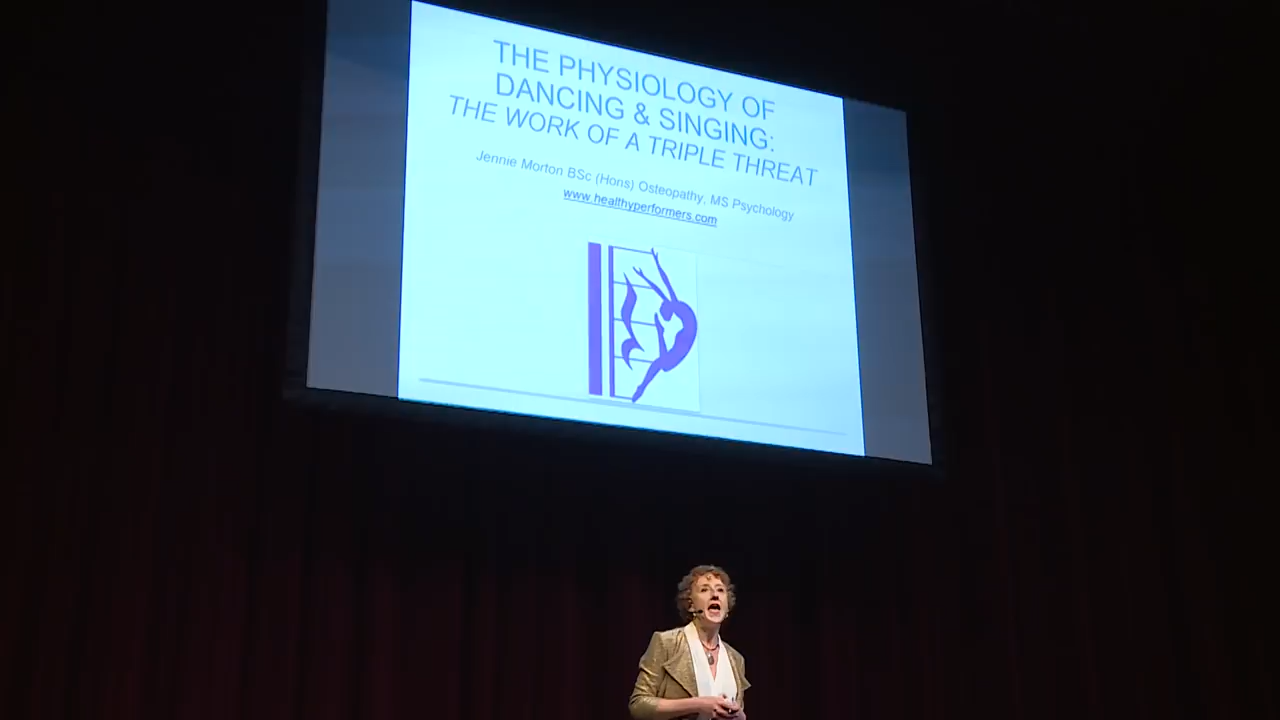 THE PHYSIOLOGY OF
DANCING & SINGING:
THE WORK OF A TRIPLE THREAT
Jennie Morton BSc (Hons) Osteopathy, MS Psychology
www.healthyperformers.com